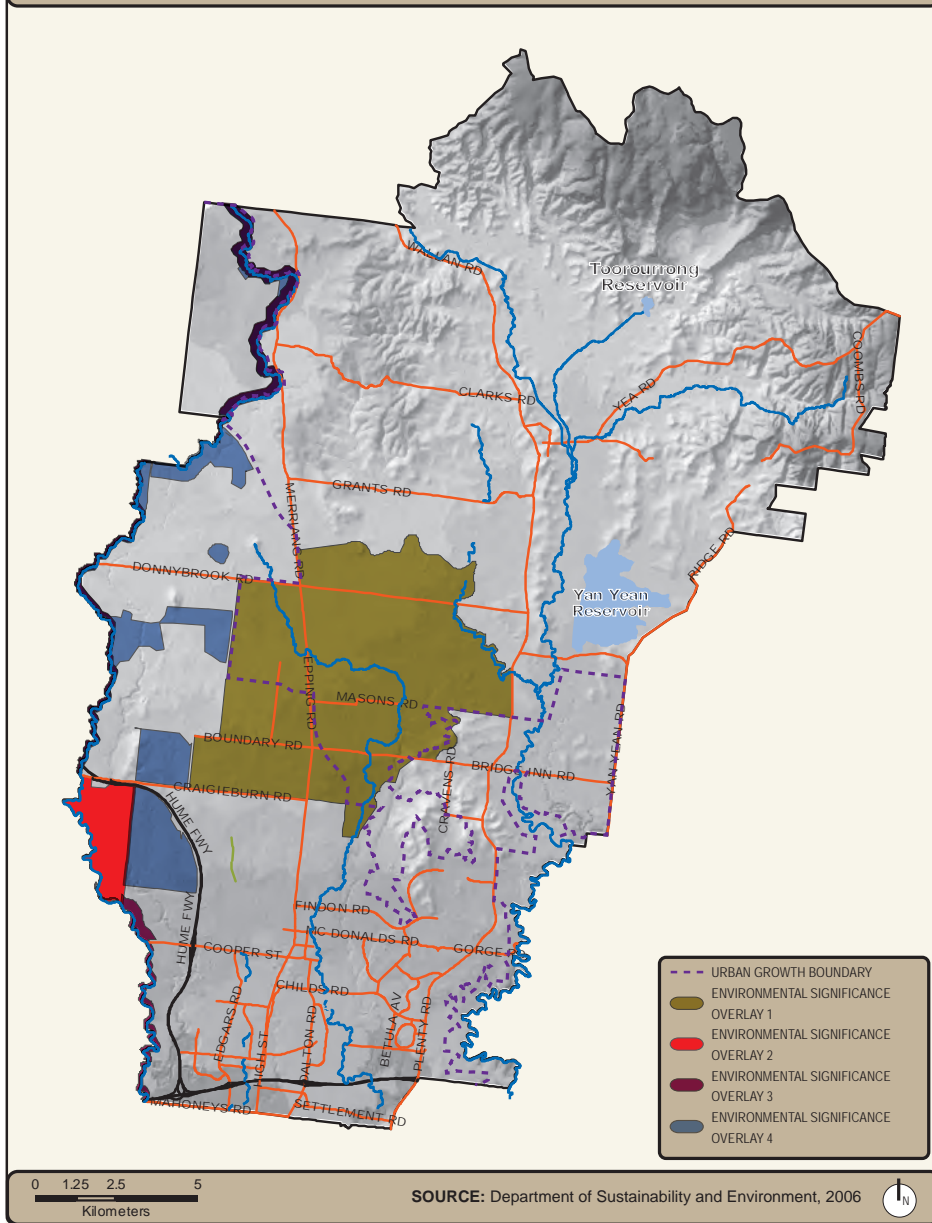 WALLAN RD
Toorourrong
Reservoir
COOMBS RD
YEA RD
CLARKS RD
GRANTS RD
MERRIANG RD
RIDGE RD
DONNYBROOK RD
Yan Yean
Reservoir
EPPING RD
MASONS RD
YAN YEAN RD
BOUNDARY RD
BRIDGE INN RD
CRAVENS RD
CRAIGIEBURN RD
HUME FWY
HUME FWY
FINDON RD
MC DONALDS RD
COOPER ST
GORGE R
CHILDS RD
EDGARS RD
HIGH ST
DALTON RD
BETULA AV
PLENTY RD
MAHONEYS RD
SETTLEMENT RD
URBAN GROWTH BOUNDARY
ENVIRONMENTAL SIGNIFICANCE
OVERLAY 1
ENVIRONMENTAL SIGNIFICANCE
OVERLAY 2
ENVIRONMENTAL SIGNIFICANCE
OVERLAY 3
ENVIRONMENTAL SIGNIFICANCE
OVERLAY 4
0 1.25 2.5 5
Kilometers
SOURCE: Department of Sustainability and Environment, 2006
N